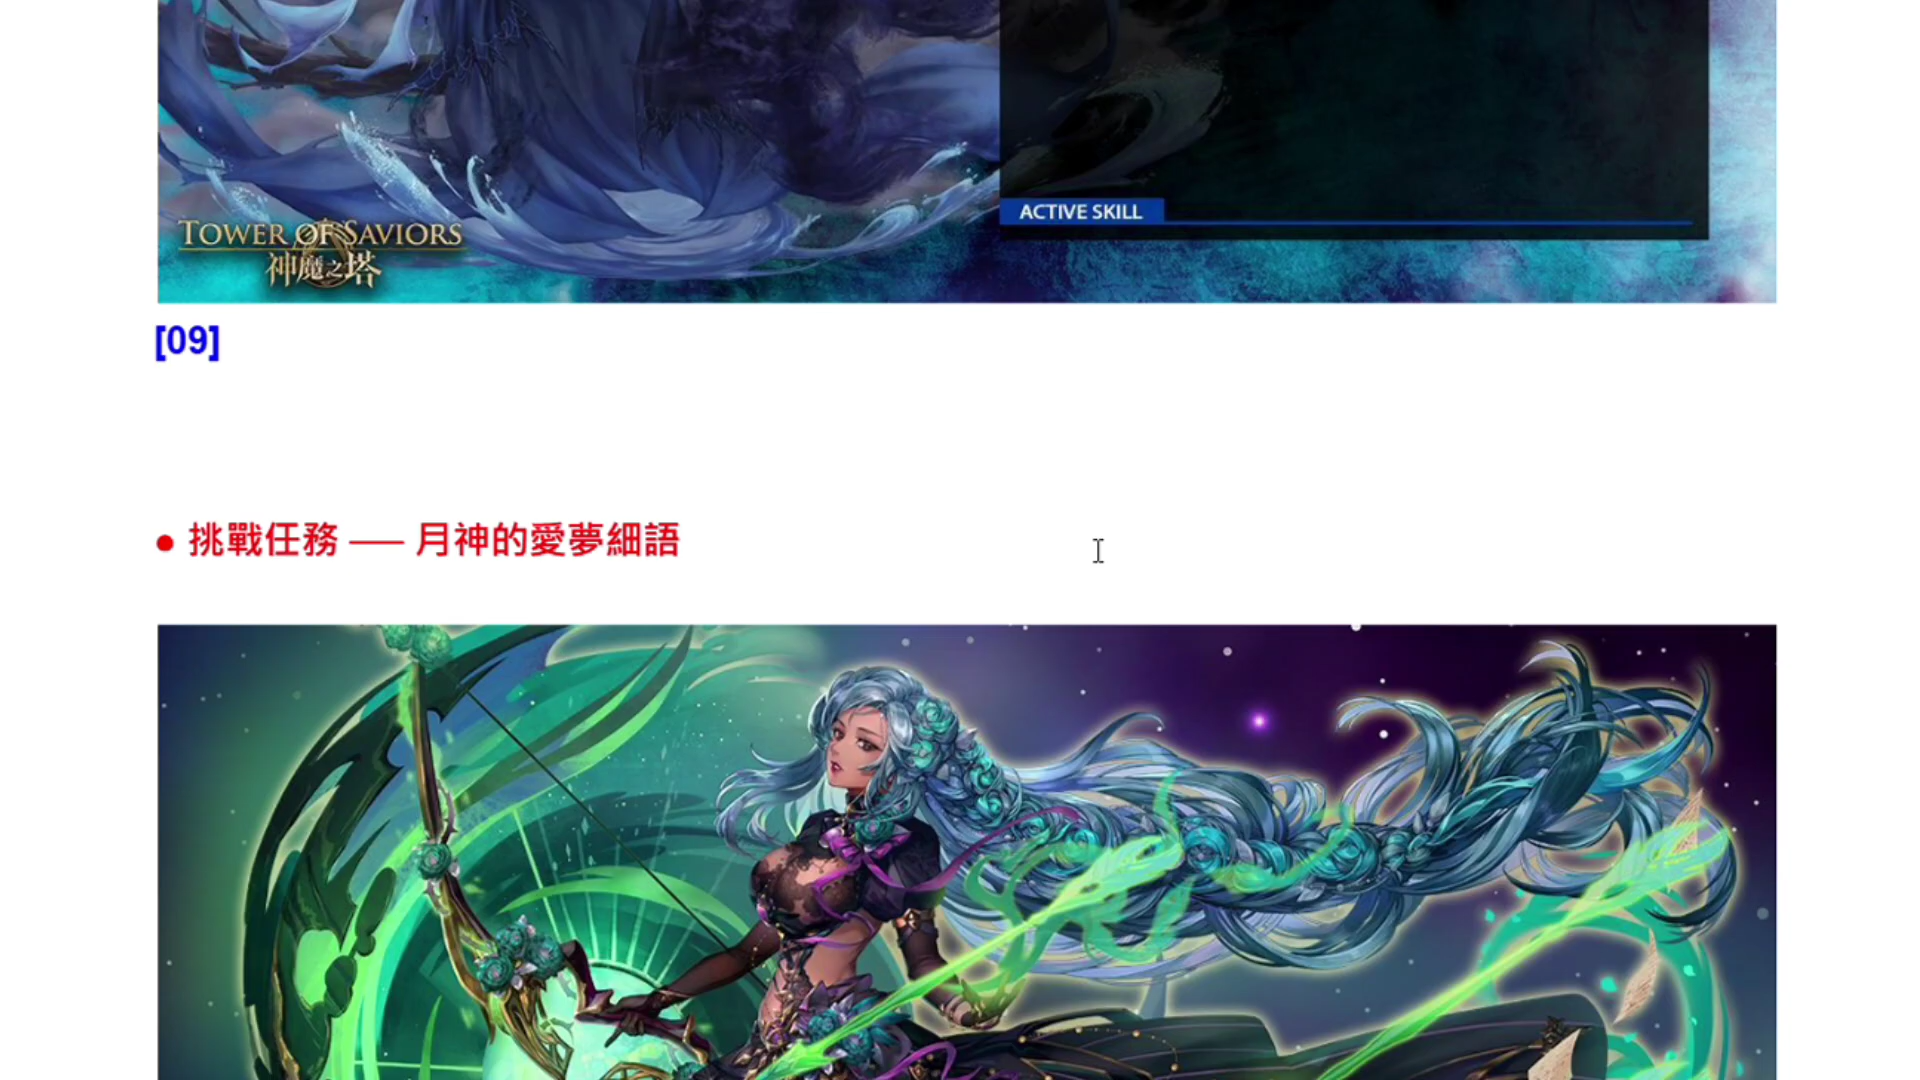 ACTIVE SKILL
TOWER OF SAVIORS
神魔之塔
[09]
● 挑戰任務 ── 月神的愛夢細語